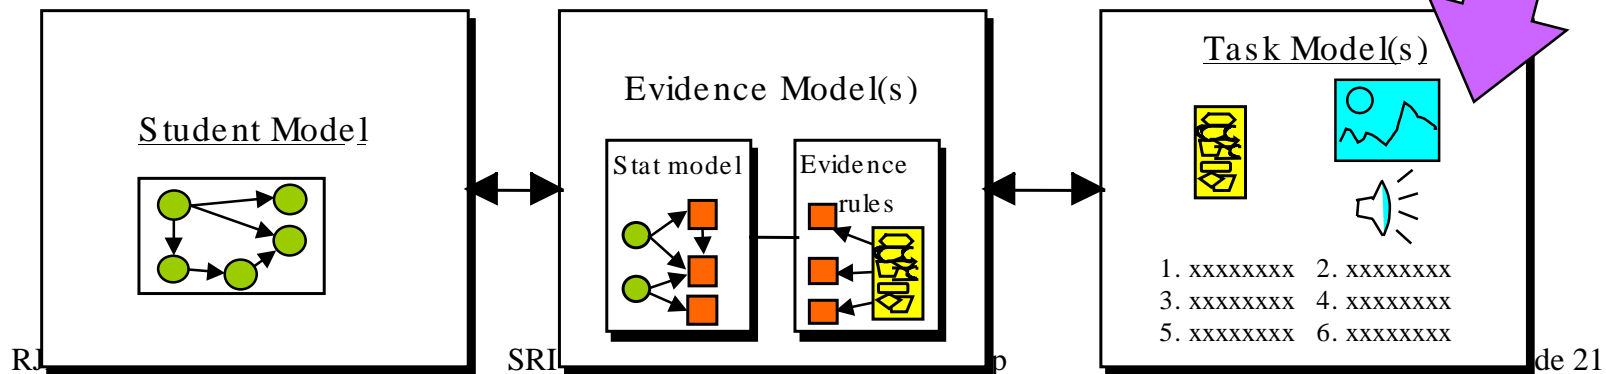 Student Model
Evidence Model(s)
Stat model
Evidence
rules
Task Model(s)
1. xxxxxxxx 2. xxxxxxxx
3. xxxxxxxx 4. xxxxxxxx
5. xxxxxxxx 6. xxxxxxxx
SRI
p
de 21